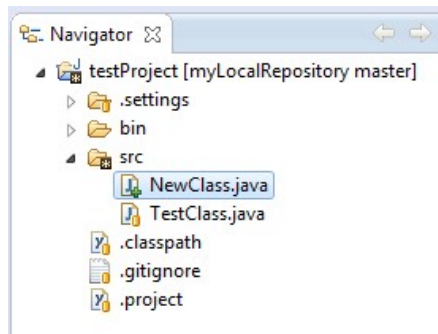 Navigator
testProject [myLocalRepository master]
.settings
bin
src
NewClass.java
TestClass.java
.classpath
.gitignore
.project